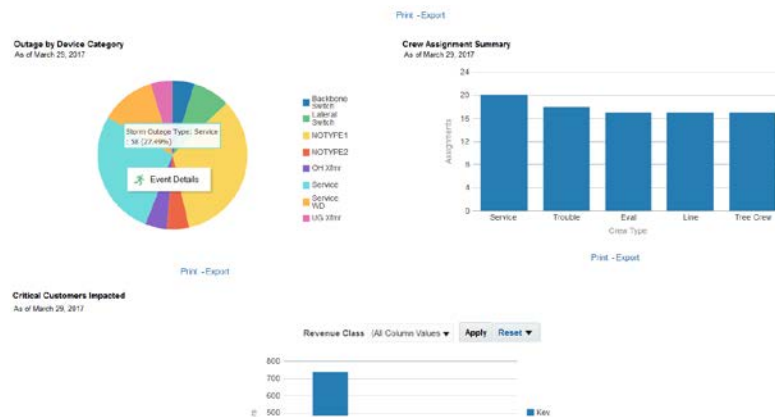 Print - Export
Outage by Device Category
As of March 29, 2017
Backbone
Switch
Lateral
Switch
NOTYPE1
NOTYPE2
OH Xfmr
Service
Service
WD
UG Xfmr
Storm Outage Type: Service
: 58 (27.49%)
Event Details
Print - Export
Crew Assignment Summary
As of March 29, 2017
24
20
16
12
8
4
0
Assignments
Service
Trouble
Eval
Line
Tree Crew
Crew Type
Print - Export
Critical Customers Impacted
As of March 29, 2017
Revenue Class (All Column Values
Apply
Reset
800
700
600
500
Key